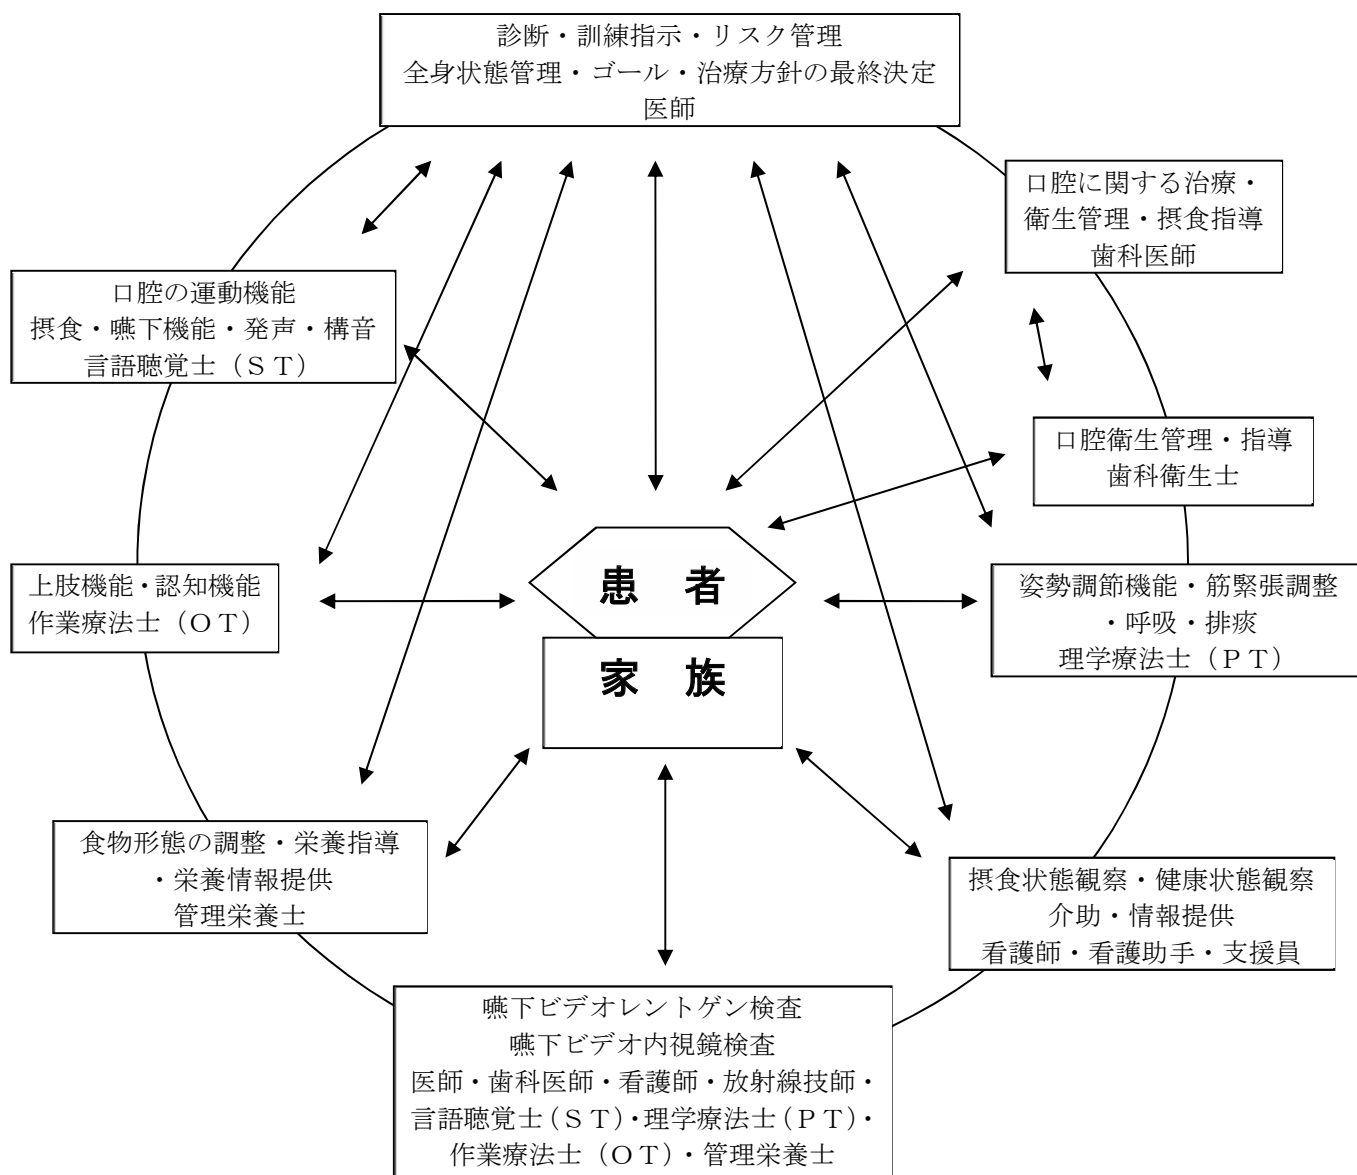 診断・訓練指示・リスク管理
全身状態管理・ゴール・治療方針の最終決定
医師
口腔に関する治療・
衛生管理・摂食指導
歯科医師
口腔の運動機能
摂食・嚥下機能・発声・構音
言語聴覚士（ＳＴ）
口腔衛生管理・指導
歯科衛生士
上肢機能・認知機能
作業療法士（ＯＴ）
患　者
家　族
姿勢調節機能・筋緊張調整
・呼吸・排痰
理学療法士（ＰＴ）
食物形態の調整・栄養指導
・栄養情報提供
管理栄養士
摂食状態観察・健康状態観察
介助・情報提供
看護師・看護助手・支援員
嚥下ビデオレントゲン検査
嚥下ビデオ内視鏡検査
医師・歯科医師・看護師・放射線技師・
言語聴覚士（ＳＴ）・理学療法士（ＰＴ）・
作業療法士（ＯＴ）・管理栄養士